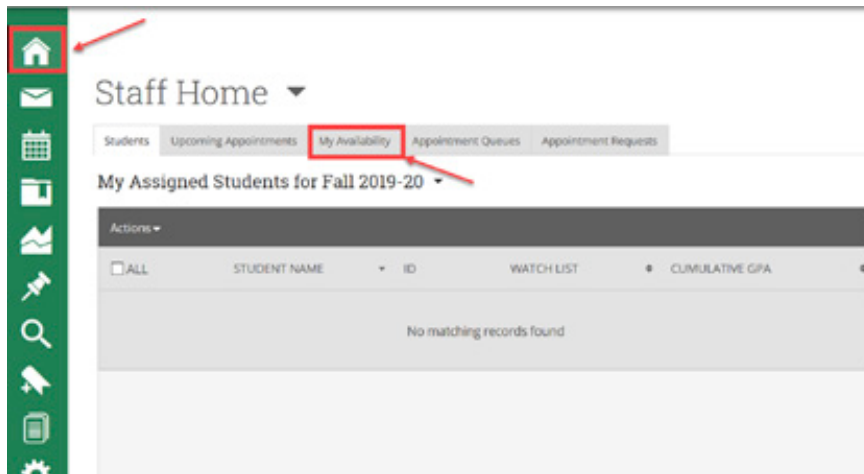 Staff Home
Students Upcoming Appointments My Availability Appointment Queues Appointment Requests
My Assigned Students for Fall 2019-20
Actions
ALL STUDENT NAME ID WATCH LIST CUMULATIVE GPA
No matching records found